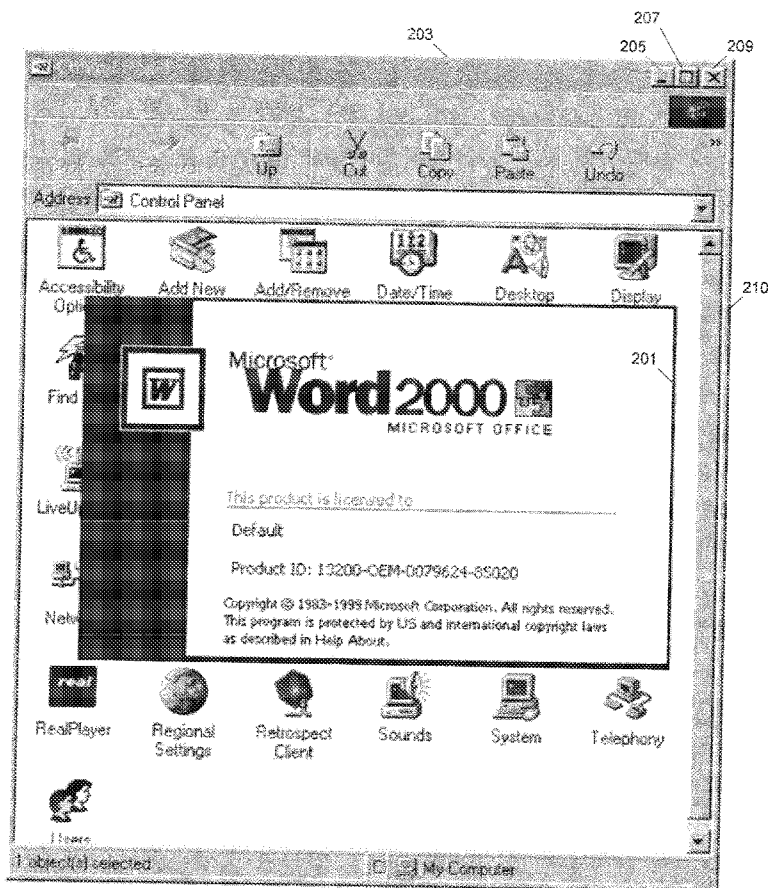 207
203
205
209
Up Cut Copy Paste Undo
Address Control Panel
Accessibility Add New Add/Remove Date/Time Desktop Display
210
Microsoft
201
Word 2000
MICROSOFT OFFICE
Find
This product is licensed to
Default
Product ID: 13200-OEM-0079624-85020
Copyright © 1983-1999 Microsoft Corporation. All rights reserved.
This program is protected by US and international copyright laws
as described in Help About.
real
RealPlayer Regional Retrospect Sounds System Telephony
Settings Client
Users
1 object(s) selected My Computer